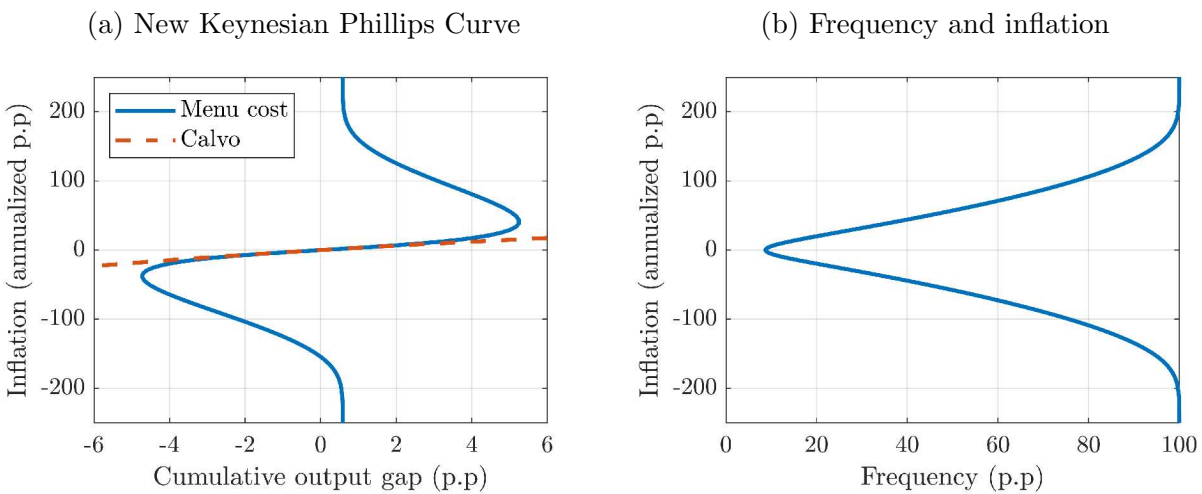 (a) New Keynesian Phillips Curve
Inflation (annualized p.p)
200
100
0
-100
-200
Menu cost
Calvo
-6
-4
-2
0
2
4
6
Cumulative output gap (p.p)
(b) Frequency and inflation
Inflation (annualized p.p)
200
100
0
-100
-200
0
20
40
60
80
100
Frequency (p.p)